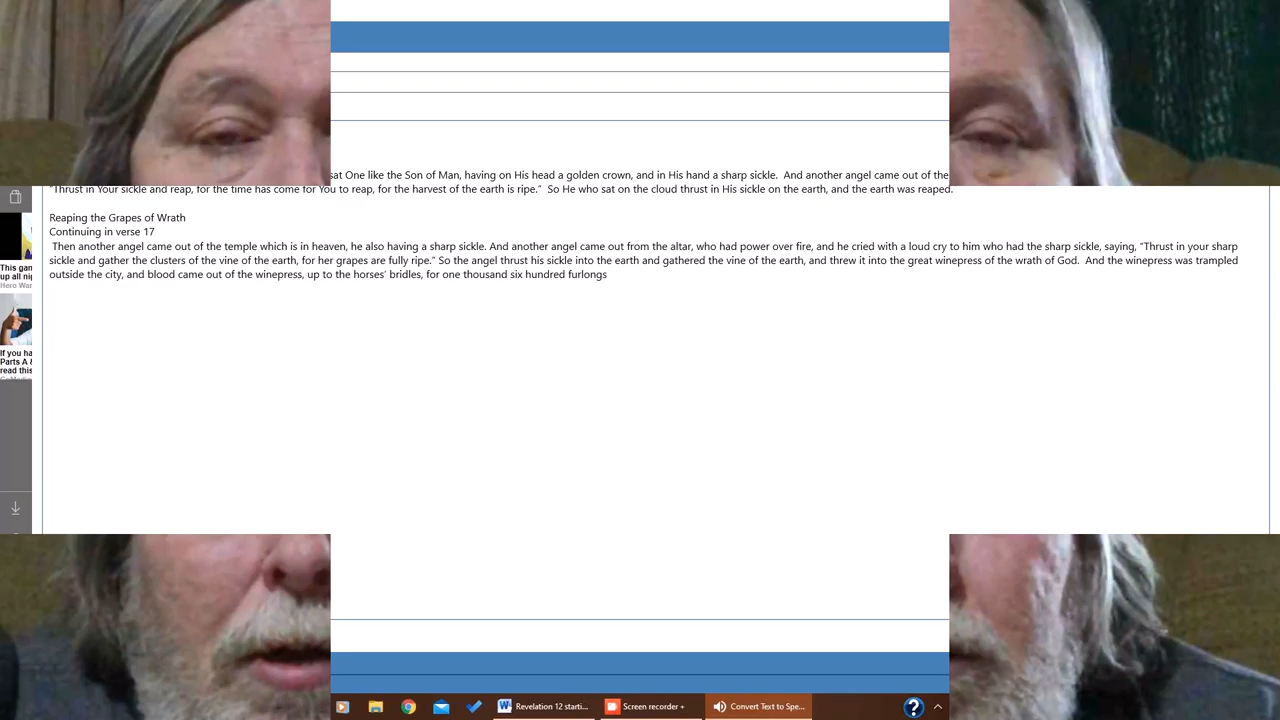 sat One like the Son of Man, having on His head a golden crown, and in His hand a sharp sickle.  And another angel came out of the
"Thrust in Your sickle and reap, for the time has come for You to reap, for the harvest of the earth is ripe."  So He who sat on the cloud thrust in His sickle on the earth, and the earth was reaped.
Reaping the Grapes of Wrath
Continuing in verse 17
Then another angel came out of the temple which is in heaven, he also having a sharp sickle. And another angel came out from the altar, who had power over fire, and he cried with a loud cry to him who had the sharp sickle, saying, "Thrust in your sharp
sickle and gather the clusters of the vine of the earth, for her grapes are fully ripe." So the angel thrust his sickle into the earth and gathered the vine of the earth, and threw it into the great winepress of the wrath of God.  And the winepress was trampled
outside the city, and blood came out of the winepress, up to the horses' bridles, for one thousand six hundred furlongs
This gan
up all nig
Hero War
If you ha
Parts A &
read this
Revelation 12 starti...
Screen recorder +
Convert Text to Spe...